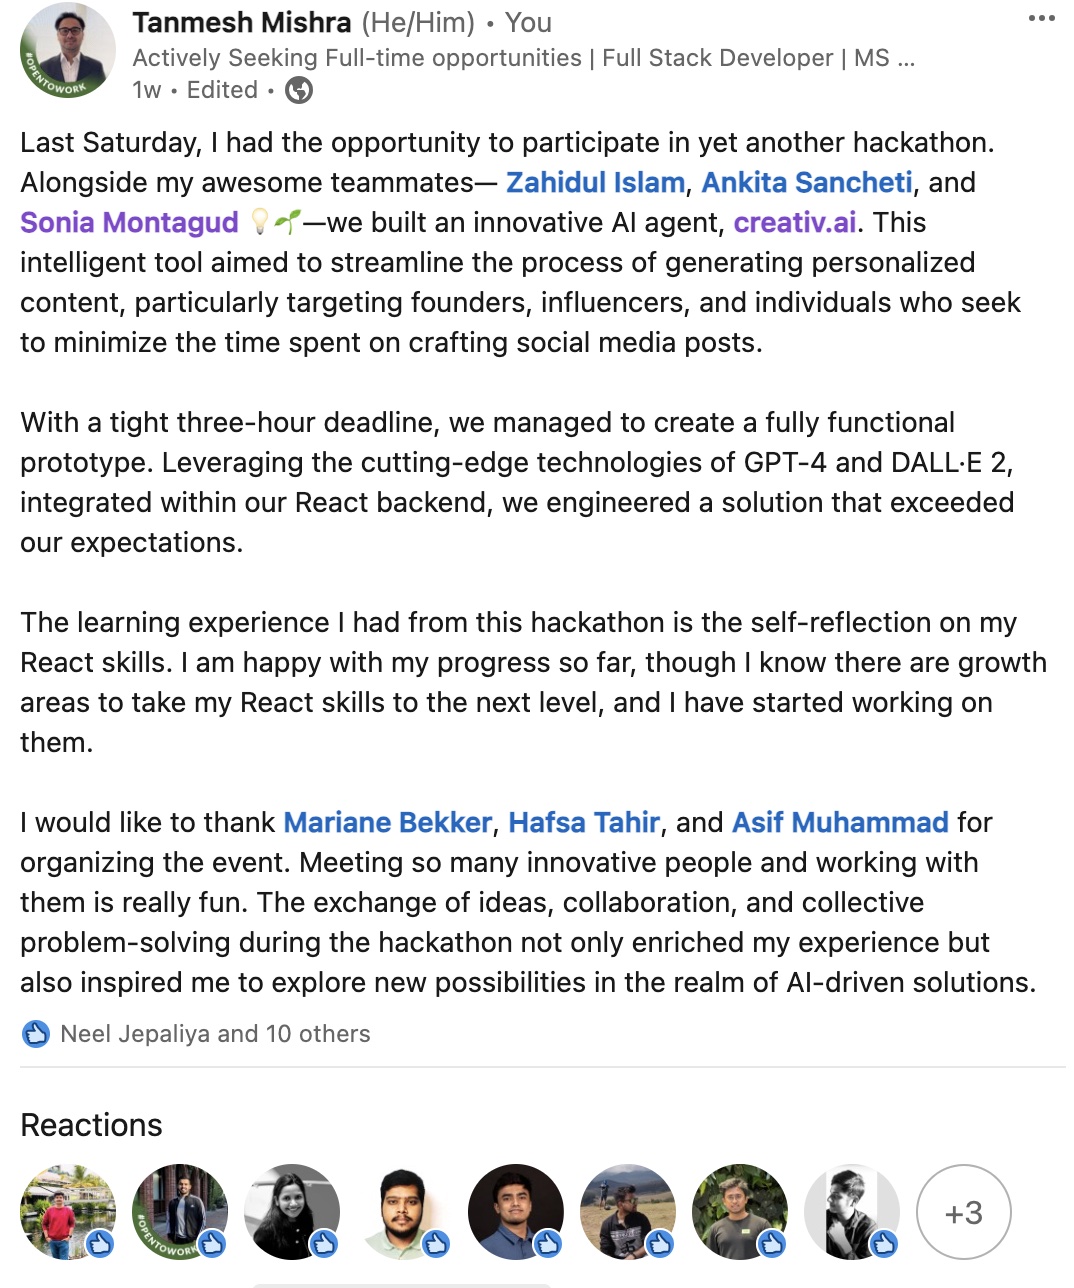 Tanmesh Mishra (He/Him) • You
Actively Seeking Full-time opportunities | Full Stack Developer | MS ...
1w • Edited •
Last Saturday, I had the opportunity to participate in yet another hackathon.
Alongside my awesome teammates— Zahidul Islam, Ankita Sancheti, and
Sonia Montagud 💡🌱—we built an innovative AI agent, creativ.ai. This
intelligent tool aimed to streamline the process of generating personalized
content, particularly targeting founders, influencers, and individuals who seek
to minimize the time spent on crafting social media posts.
With a tight three-hour deadline, we managed to create a fully functional
prototype. Leveraging the cutting-edge technologies of GPT-4 and DALL·E 2,
integrated within our React backend, we engineered a solution that exceeded
our expectations.
The learning experience I had from this hackathon is the self-reflection on my
React skills. I am happy with my progress so far, though I know there are growth
areas to take my React skills to the next level, and I have started working on
them.
I would like to thank Mariane Bekker, Hafsa Tahir, and Asif Muhammad for
organizing the event. Meeting so many innovative people and working with
them is really fun. The exchange of ideas, collaboration, and collective
problem-solving during the hackathon not only enriched my experience but
also inspired me to explore new possibilities in the realm of AI-driven solutions.
Neel Jepaliya and 10 others
Reactions
#OPENTOWORK
#OPENTOWORK
+3